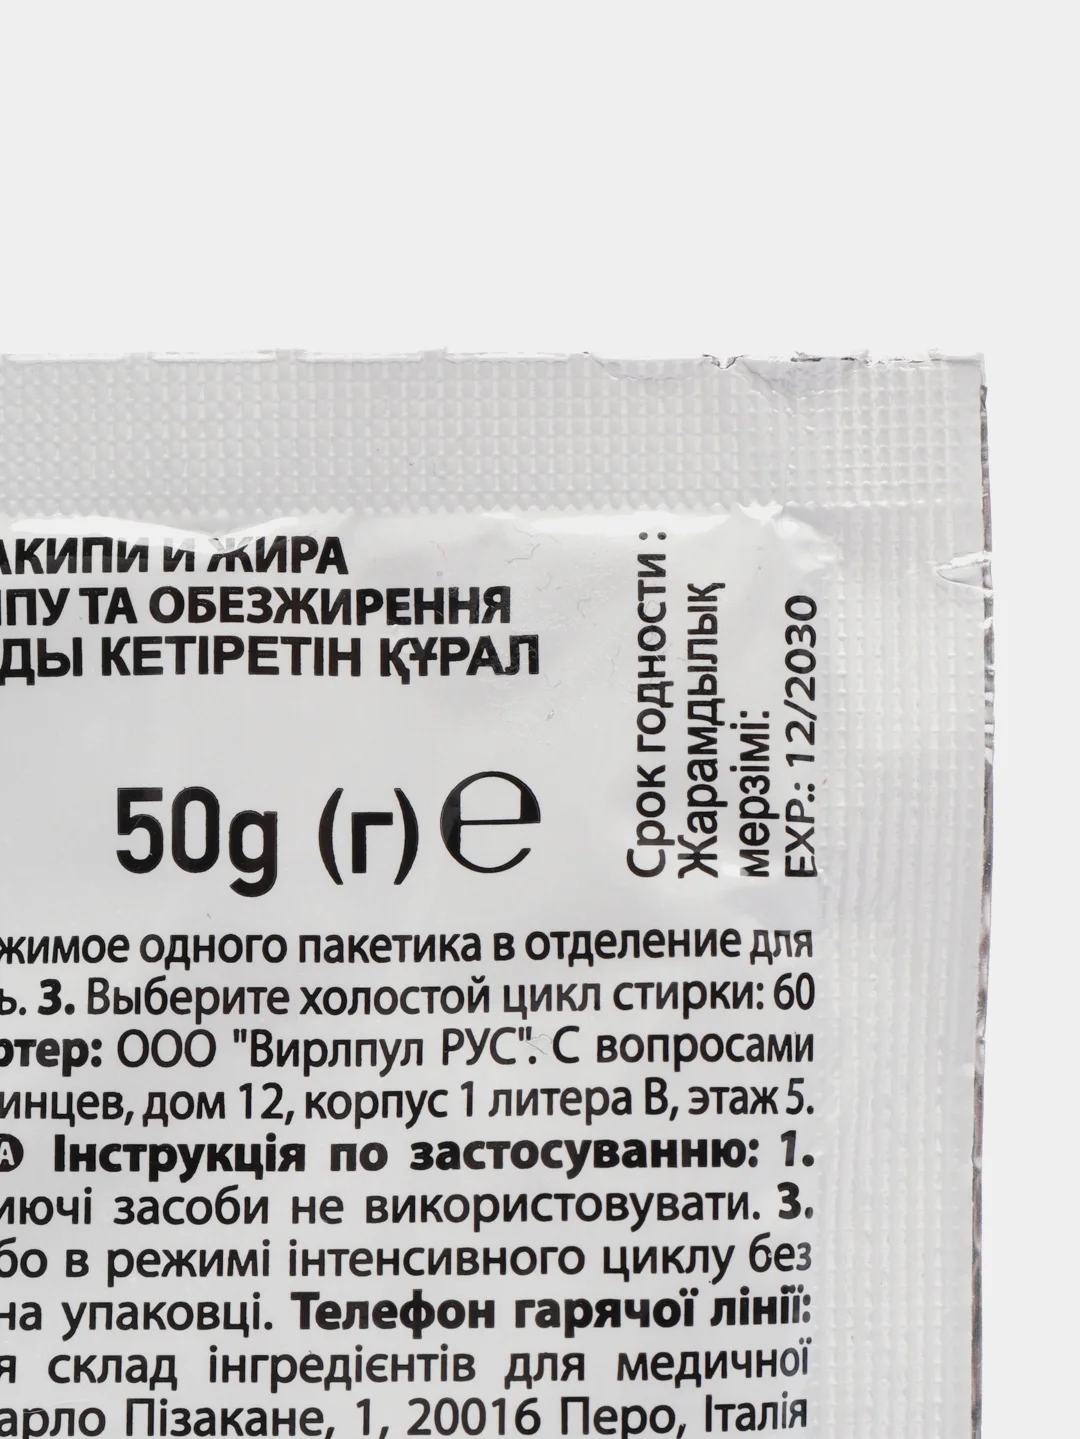 АКИПИ И ЖИРА
ИПУ ТА ОБЕЗЖИРЕННЯ
ДЫ КЕТІРЕТІН ҚҰРАЛ
50g (г) ℮
Срок годности :
Жарамдылық
мерзімі:
EXP.: 12/2030
жимое одного пакетика в отделение для
ь. 3. Выберите холостой цикл стирки: 60
ртер: ООО "Вирлпул РУС". С вопросами
инцев, дом 12, корпус 1 литера В, этаж 5.
Інструкція по застосуванню: 1.
иючі засоби не використовувати. 3.
бо в режимі інтенсивного циклу без
на упаковці. Телефон гарячої лінії:
я склад інгредієнтів для медичної
арло Пізакане, 1, 20016 Перо, Італія